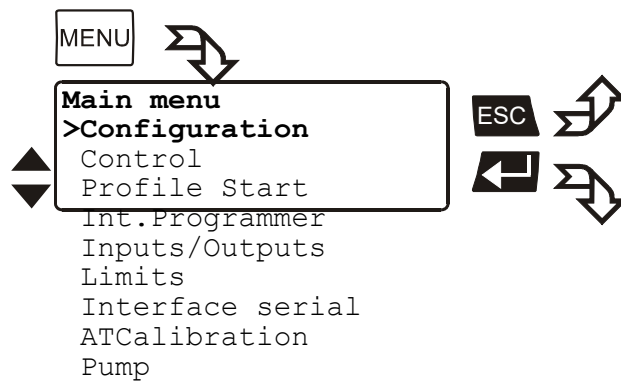 MENU
Main menu
>Configuration
Control
Profile Start
Int.Programmer
Inputs/Outputs
Limits
Interface serial
ATCalibration
Pump
ESC